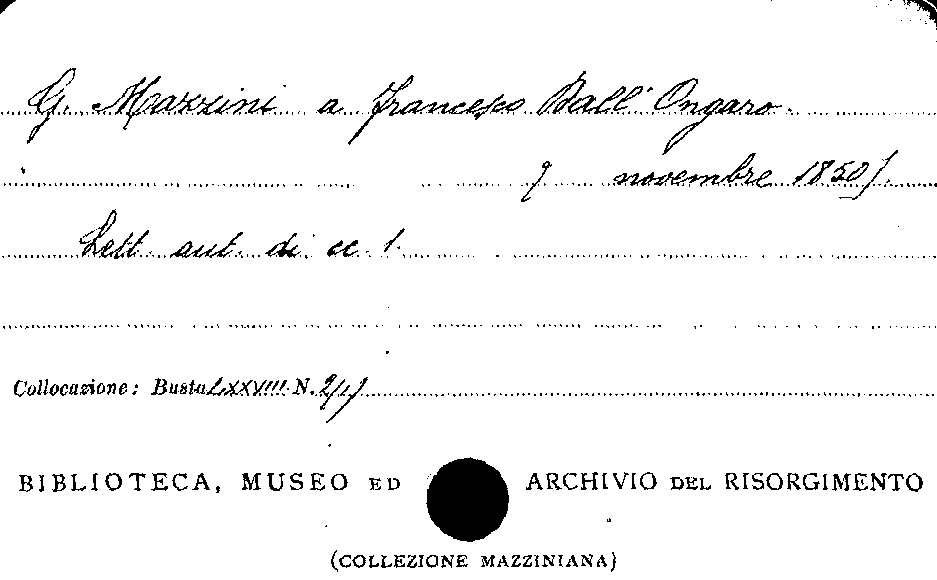 G. Mazzini a Francesco Dall'Ongaro.
9 novembre 1850/.
Lett. aut. di cc. 1.
Collocazione: Busta LXXVIII. N. 2/1/
BIBLIOTECA, MUSEO ED ARCHIVIO DEL RISORGIMENTO
(COLLEZIONE MAZZINIANA)